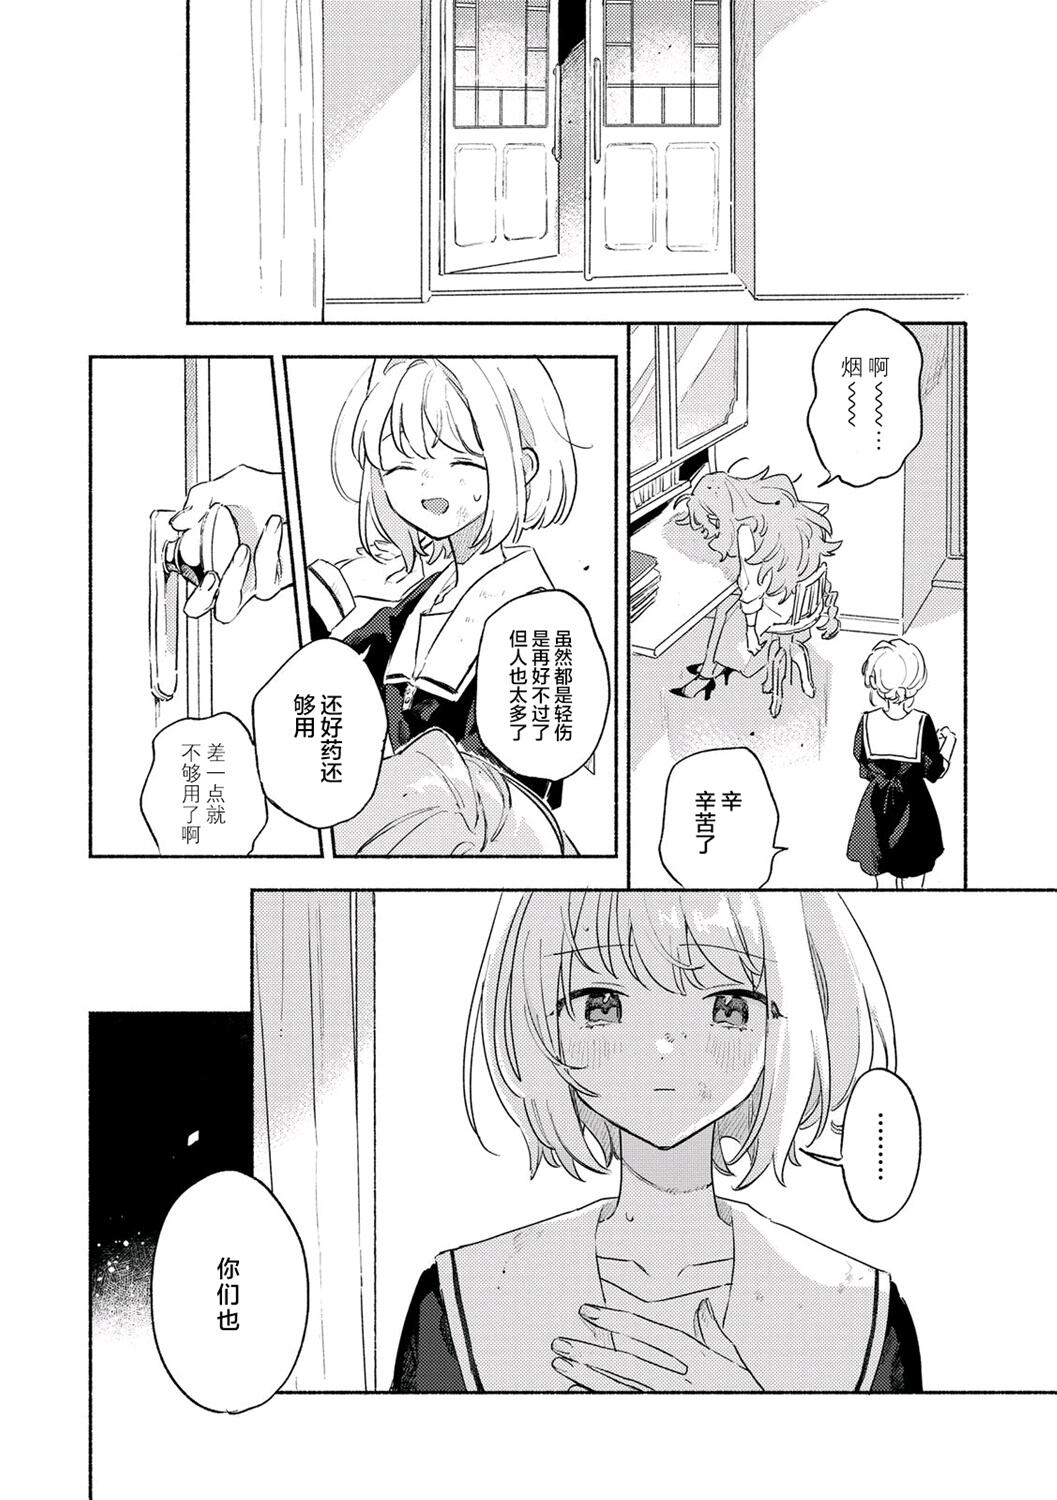 啊～～～…
烟～～～
辛
辛苦了
虽然都是轻伤
是再好不过了
但人也太多了
还好药还
够用
差一点就
不够用了啊
………
你们也